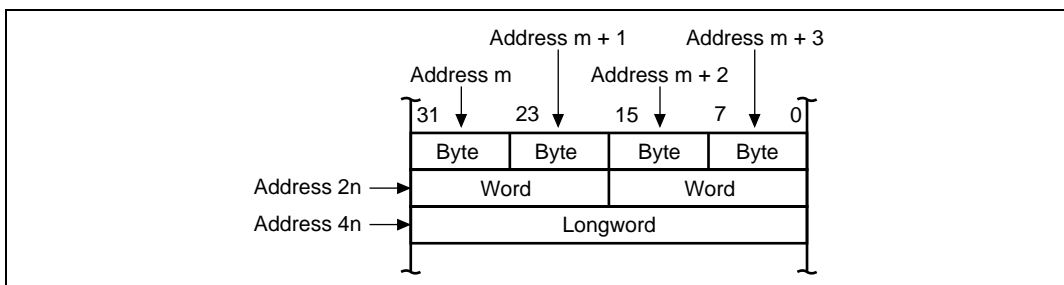 Address m + 1 Address m + 3
Address m Address m + 2
31 23 15 7 0
Byte Byte Byte Byte
Address 2n Word Word
Address 4n Longword